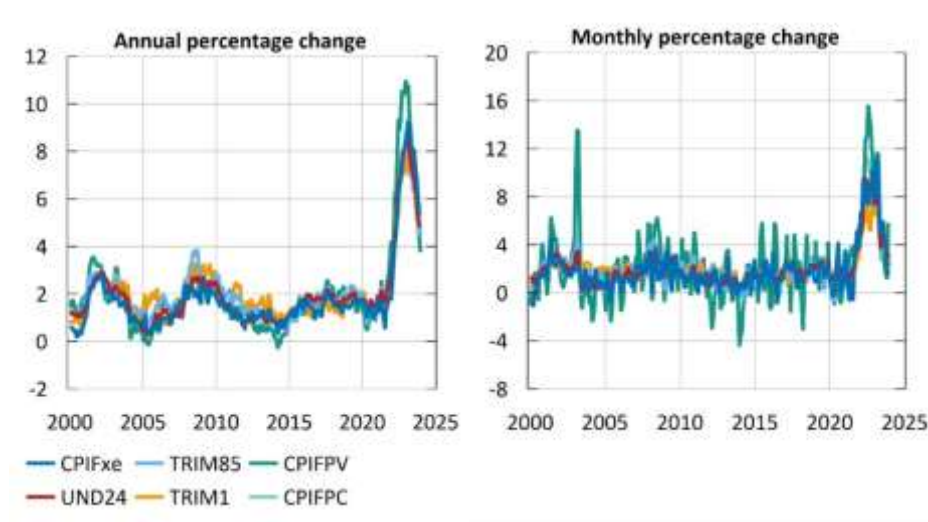 Annual percentage change
12
10
8
6
4
2
0
-2
2000 2005 2010 2015 2020 2025
Monthly percentage change
20
16
12
8
4
0
-4
-8
2000 2005 2010 2015 2020 2025
CPIFxe TRIM85 CPIFPV
UND24 TRIM1 CPIFPC